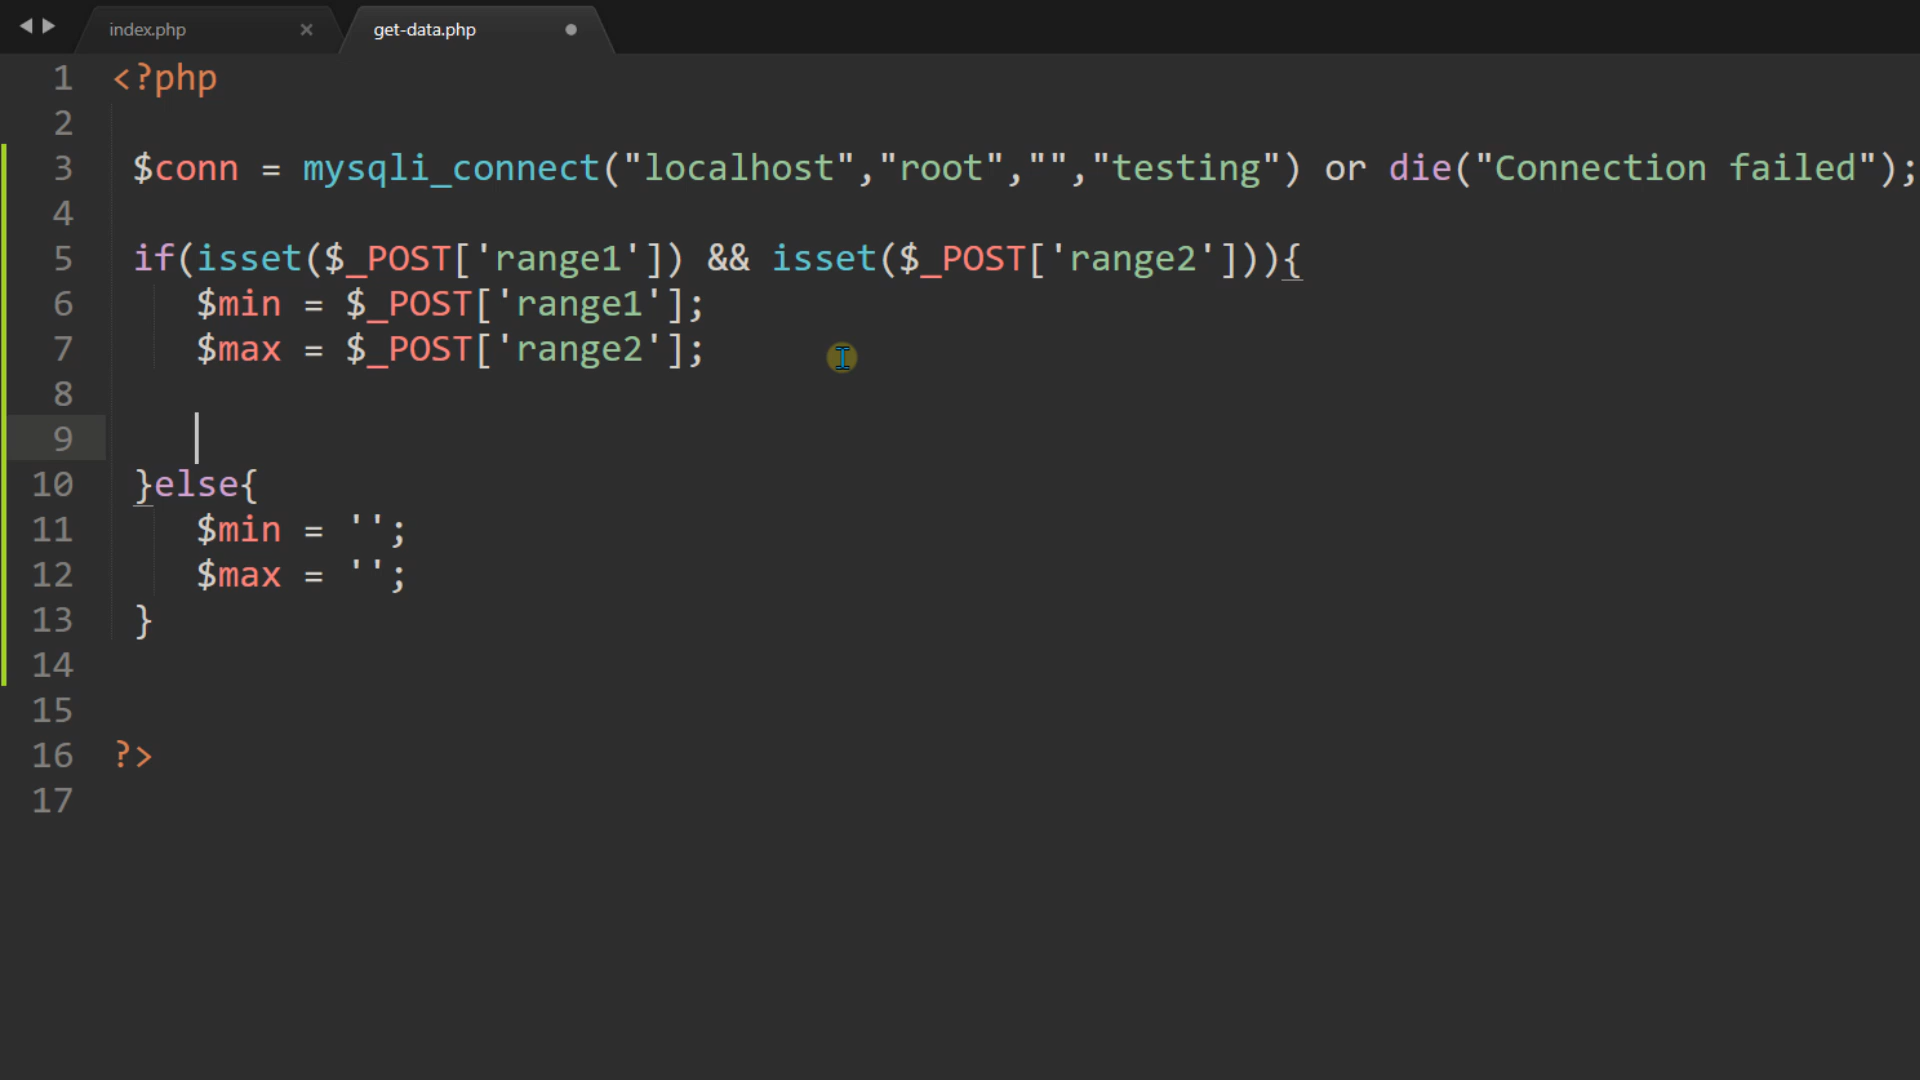 index.php × get-data.php
1 <?php
2
3 $conn = mysqli_connect("localhost","root","","testing") or die("Connection failed");
4
5 if(isset($_POST['range1']) && isset($_POST['range2'])){
6 $min = $_POST['range1'];
7 $max = $_POST['range2'];
8
9
10 }else{
11 $min = '';
12 $max = '';
13 }
14
15
16 ?>
17